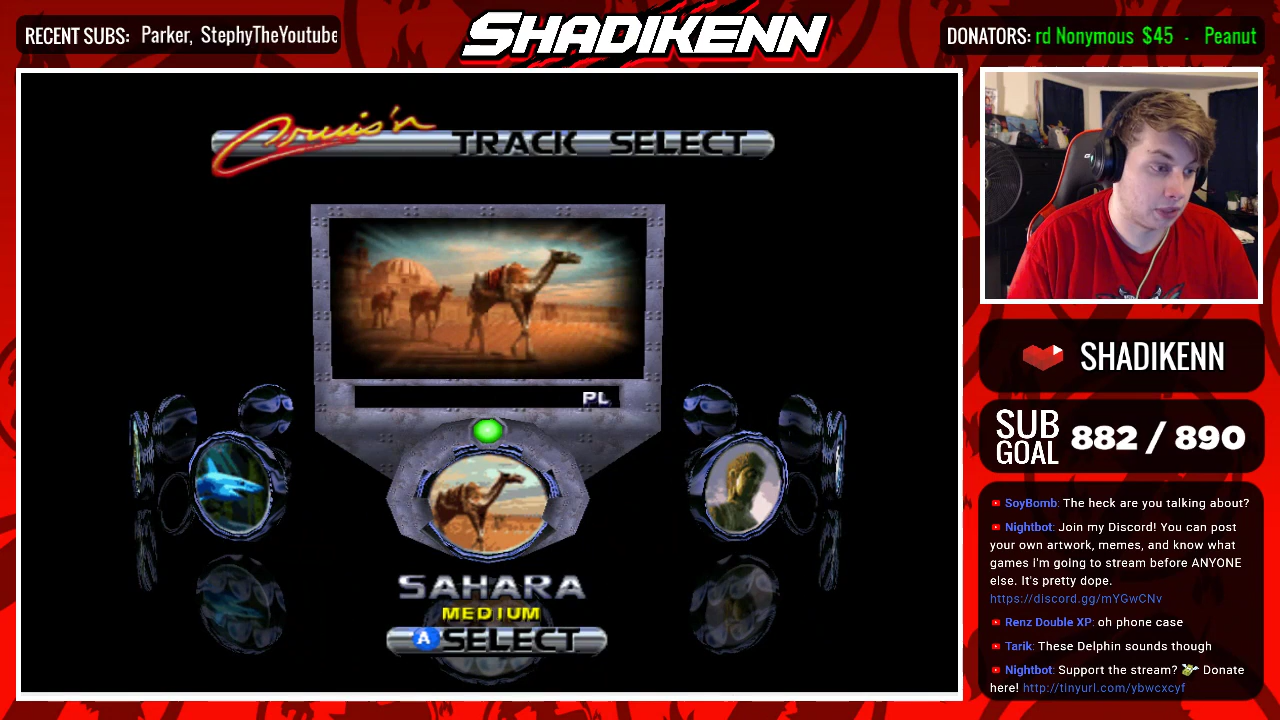 RECENT SUBS: Parker, StephyTheYoutube
SHADIKENN
DONATORS: rd Nonymous $45 - Peanut
Cruis'n TRACK SELECT
PL
SAHARA
MEDIUM
A SELECT
SHADIKENN
SUB GOAL 882 / 890
SoyBomb: The heck are you talking about?
Nightbot: Join my Discord! You can post
your own artwork, memes, and know what
games I'm going to stream before ANYONE
else. It's pretty dope.
https://discord.gg/mYGwCNv
Renz Double XP: oh phone case
Tarik: These Delphin sounds though
Nightbot: Support the stream? 💸 Donate
here! http://tinyurl.com/ybwcxcyf